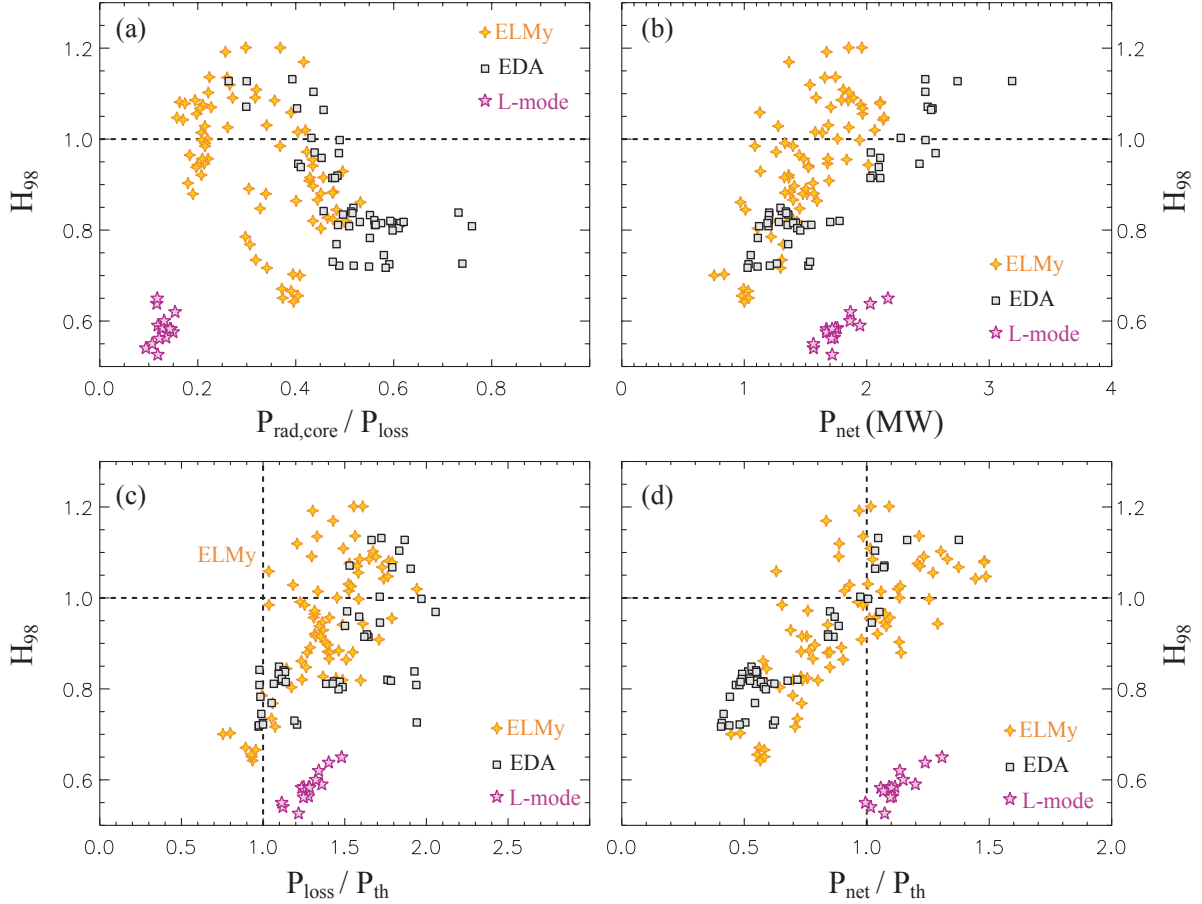 (a)
ELMy
EDA
L-mode
H98
1.2
1.0
0.8
0.6
0.0 0.2 0.4 0.6 0.8
Prad,core / Ploss
(b)
ELMy
EDA
L-mode
H98
1.2
1.0
0.8
0.6
0 1 2 3 4
Pnet (MW)
(c)
ELMy
ELMy
EDA
L-mode
H98
1.2
1.0
0.8
0.6
0.0 0.5 1.0 1.5 2.0 2.5
Ploss / Pth
(d)
ELMy
EDA
L-mode
H98
1.2
1.0
0.8
0.6
0.0 0.5 1.0 1.5 2.0
Pnet / Pth